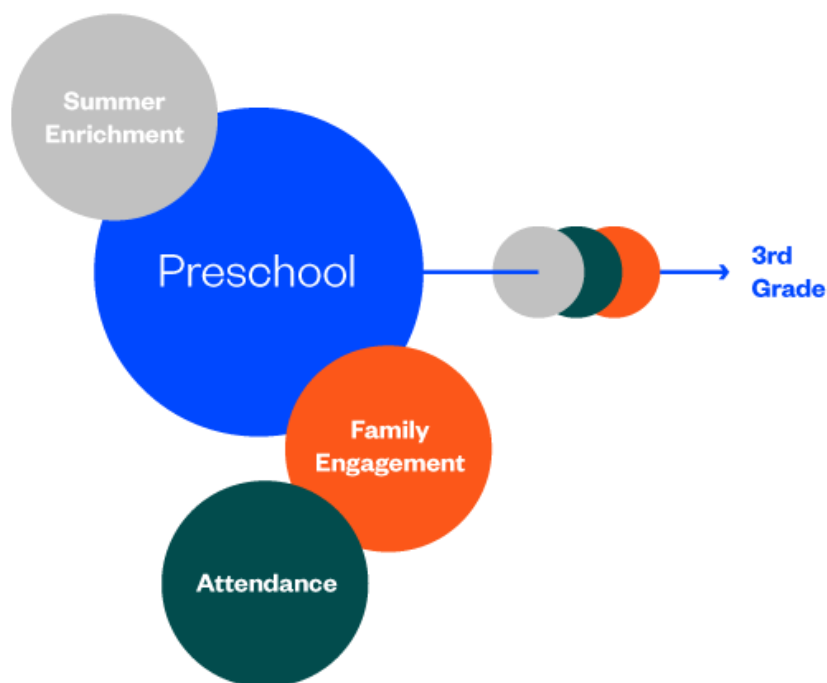 Summer
Enrichment
Preschool
3rd
Grade
Family
Engagement
Attendance